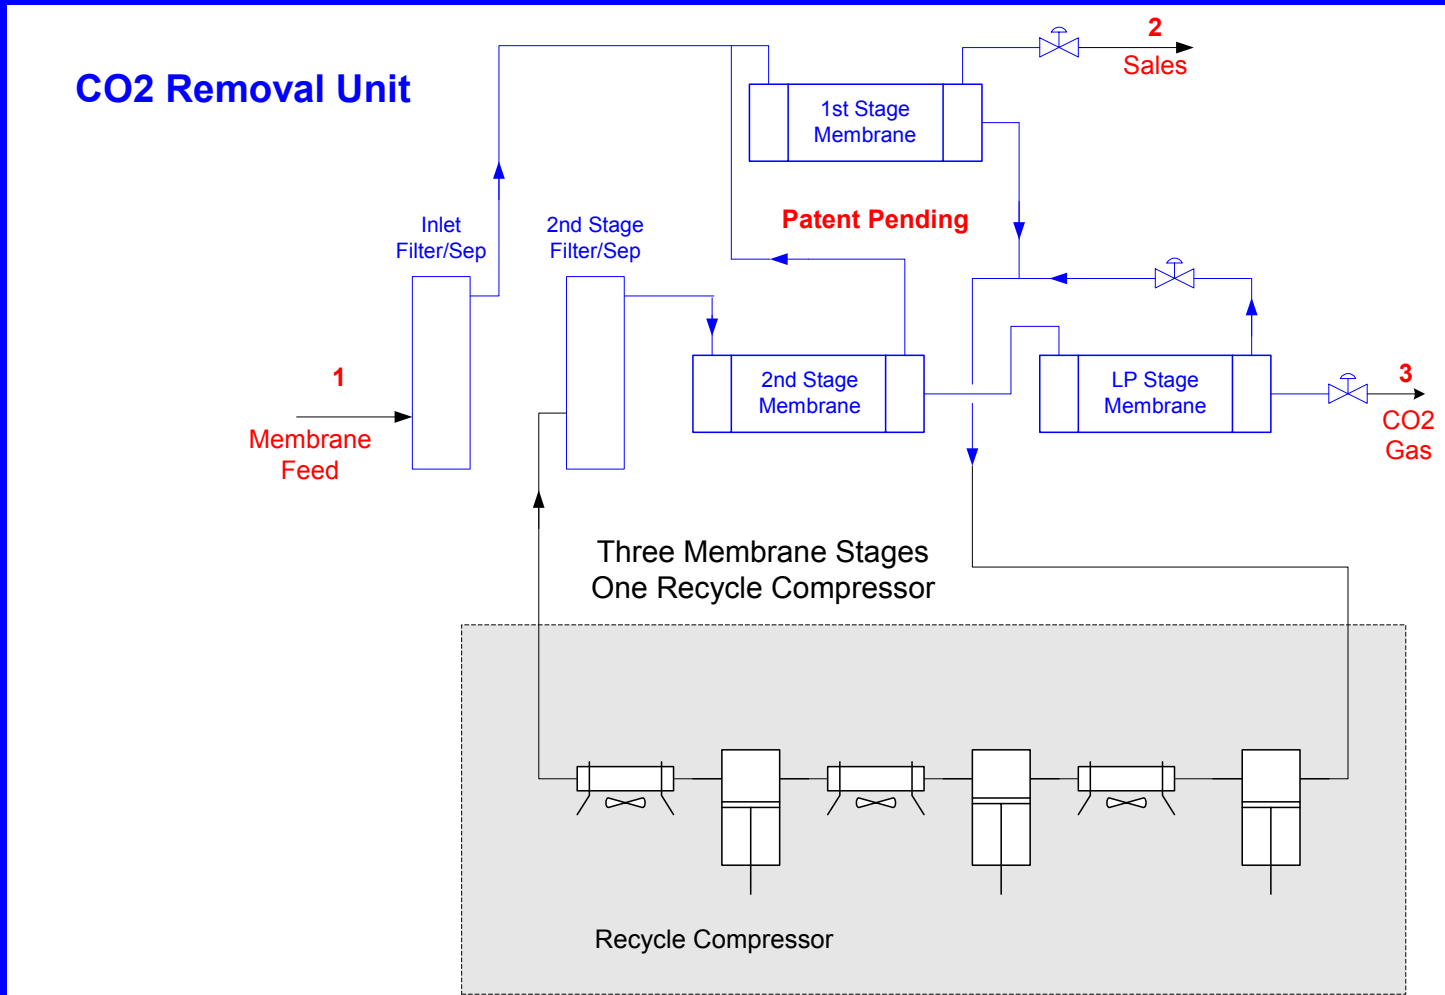 CO2 Removal Unit
2
Sales
1st Stage
Membrane
Patent Pending
Inlet
Filter/Sep
2nd Stage
Filter/Sep
1
Membrane
Feed
2nd Stage
Membrane
LP Stage
Membrane
3
CO2
Gas
Three Membrane Stages
One Recycle Compressor
Recycle Compressor